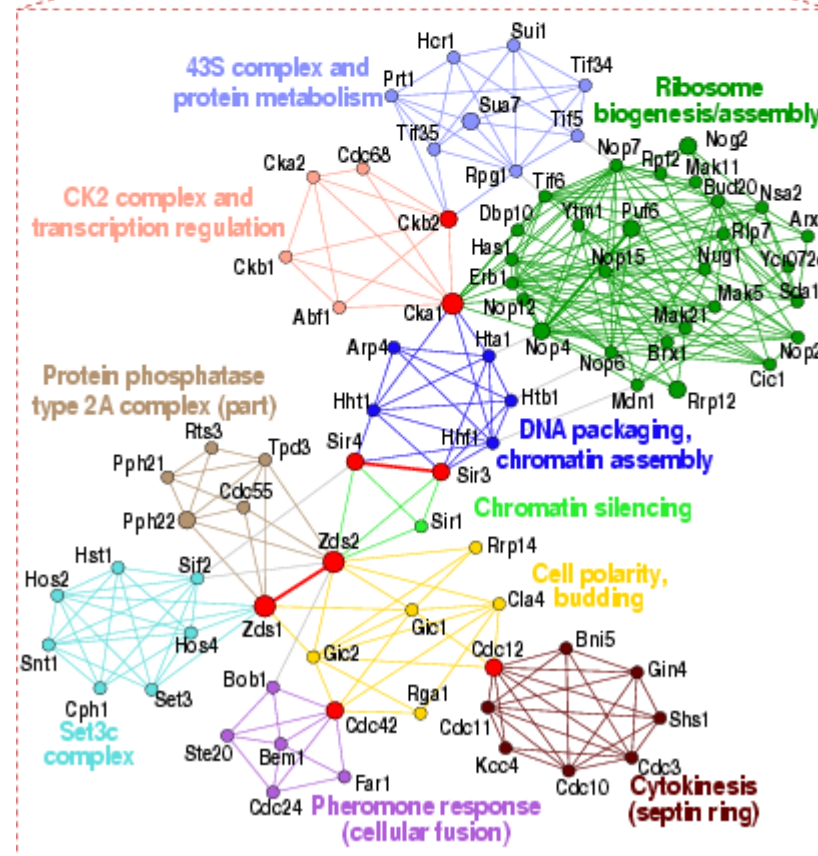 Sui1
Hcr1
43S complex and
protein metabolism
Prt1
Tif34
Sua7
Tif35
Tif5
Rpg1
Ribosome
biogenesis/assembly
Nog2
Nop7
Rpf2
Mak11
Bud20
Nsa2
Tif6
Dbp10
Ytm1
Puf6
Rlp7
Arx
Has1
Nop15
Nug1
Ycr072c
Erb1
Sda1
Nop12
Mak5
Mak21
Nop4
Nop6
Brx1
Nop2
Cic1
Mdn1
Rrp12
Cka2
Cdc68
CK2 complex and
transcription regulation
Ckb2
Ckb1
Abf1
Cka1
Arp4
Hta1
Hht1
Htb1
Hhf1
Sir4
Sir3
DNA packaging,
chromatin assembly
Protein phosphatase
type 2A complex (part)
Rts3
Tpd3
Pph21
Cdc55
Pph22
Chromatin silencing
Sir1
Zds2
Rrp14
Cell polarity,
budding
Hst1
Sif2
Hos2
Cla4
Zds1
Gic1
Hos4
Snt1
Gic2
Cdc12
Bni5
Cph1
Set3
Gin4
Set3c
complex
Bob1
Rga1
Cdc42
Cdc11
Shs1
Ste20
Bem1
Kcc4
Cdc3
Far1
Cdc10
Cdc24
Pheromone response
(cellular fusion)
Cytokinesis
(septin ring)